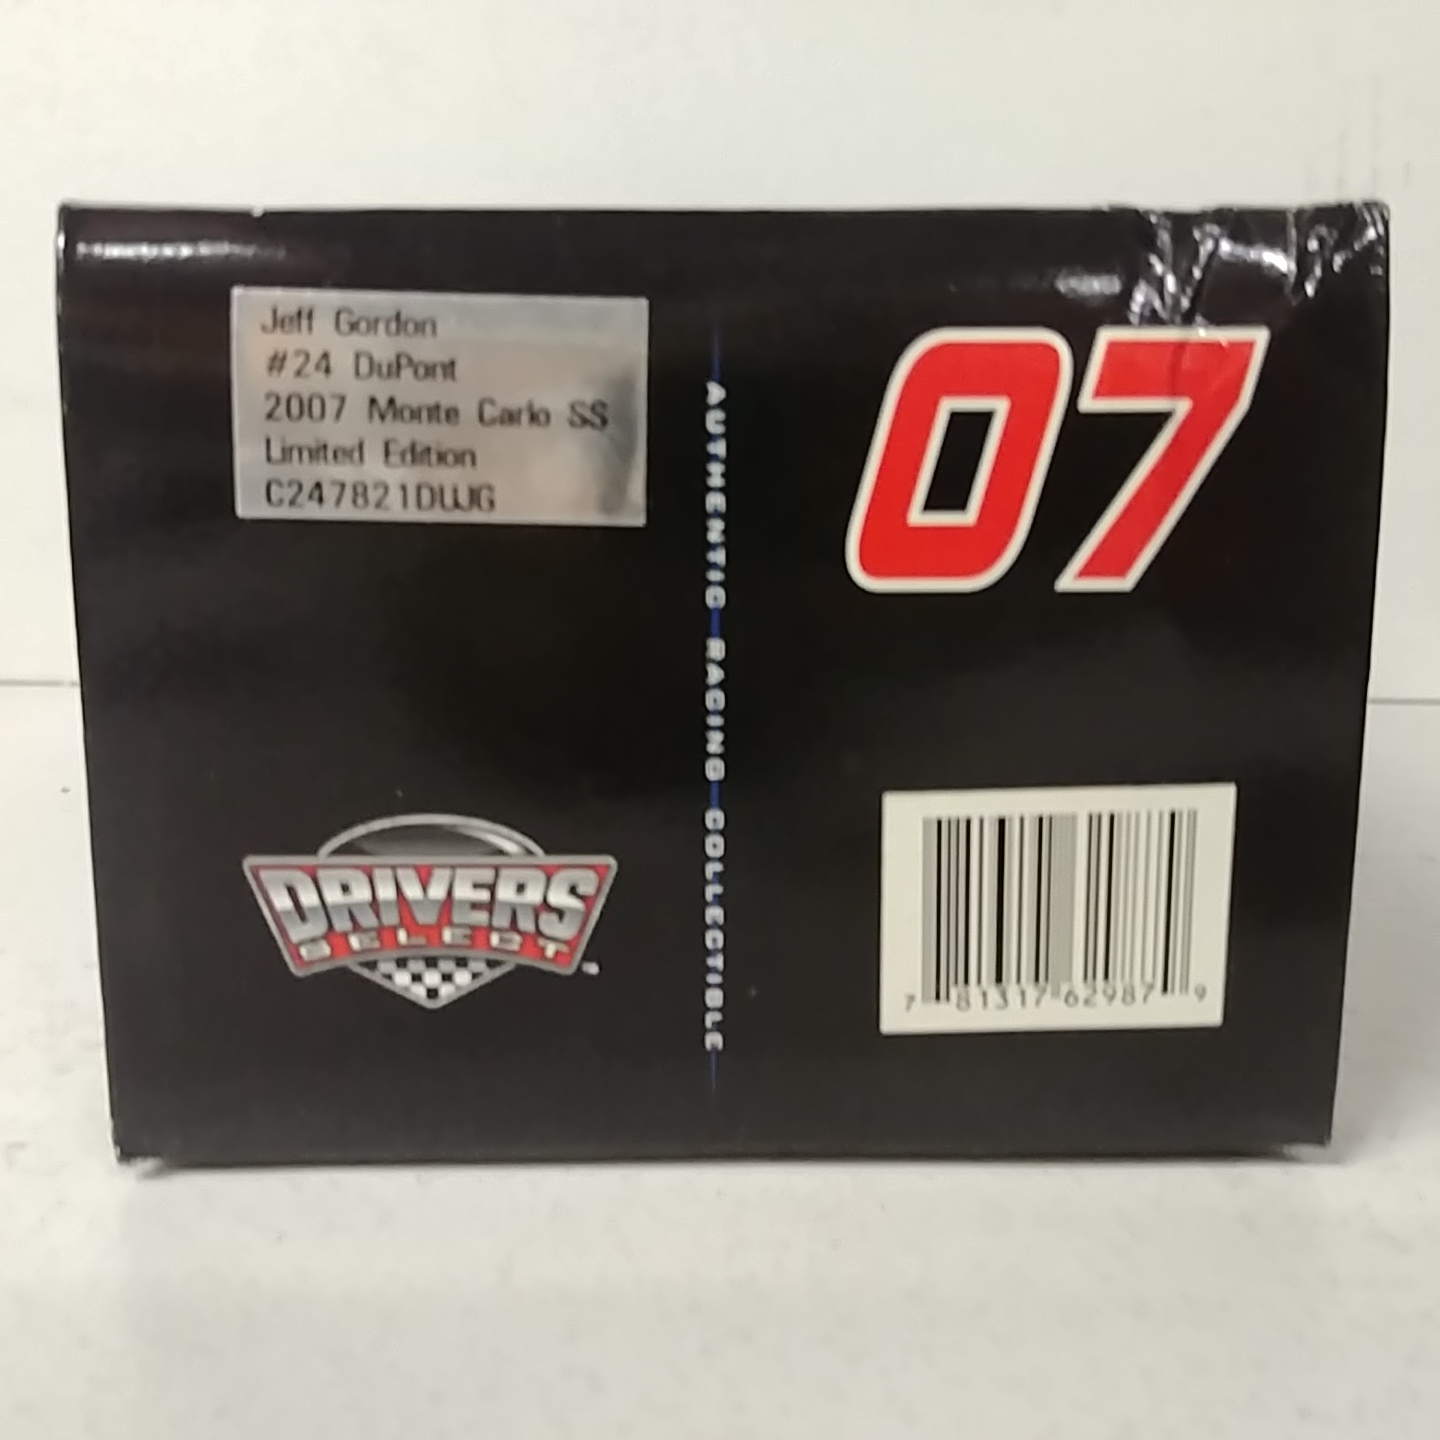 Jeff Gordon
#24 DuPont
2007 Monte Carlo SS
Limited Edition
C247821DWJG
AUTHENTIC RACING COLLECTIBLE
07
DRIVERS
SELECT
7 81317 62987 9